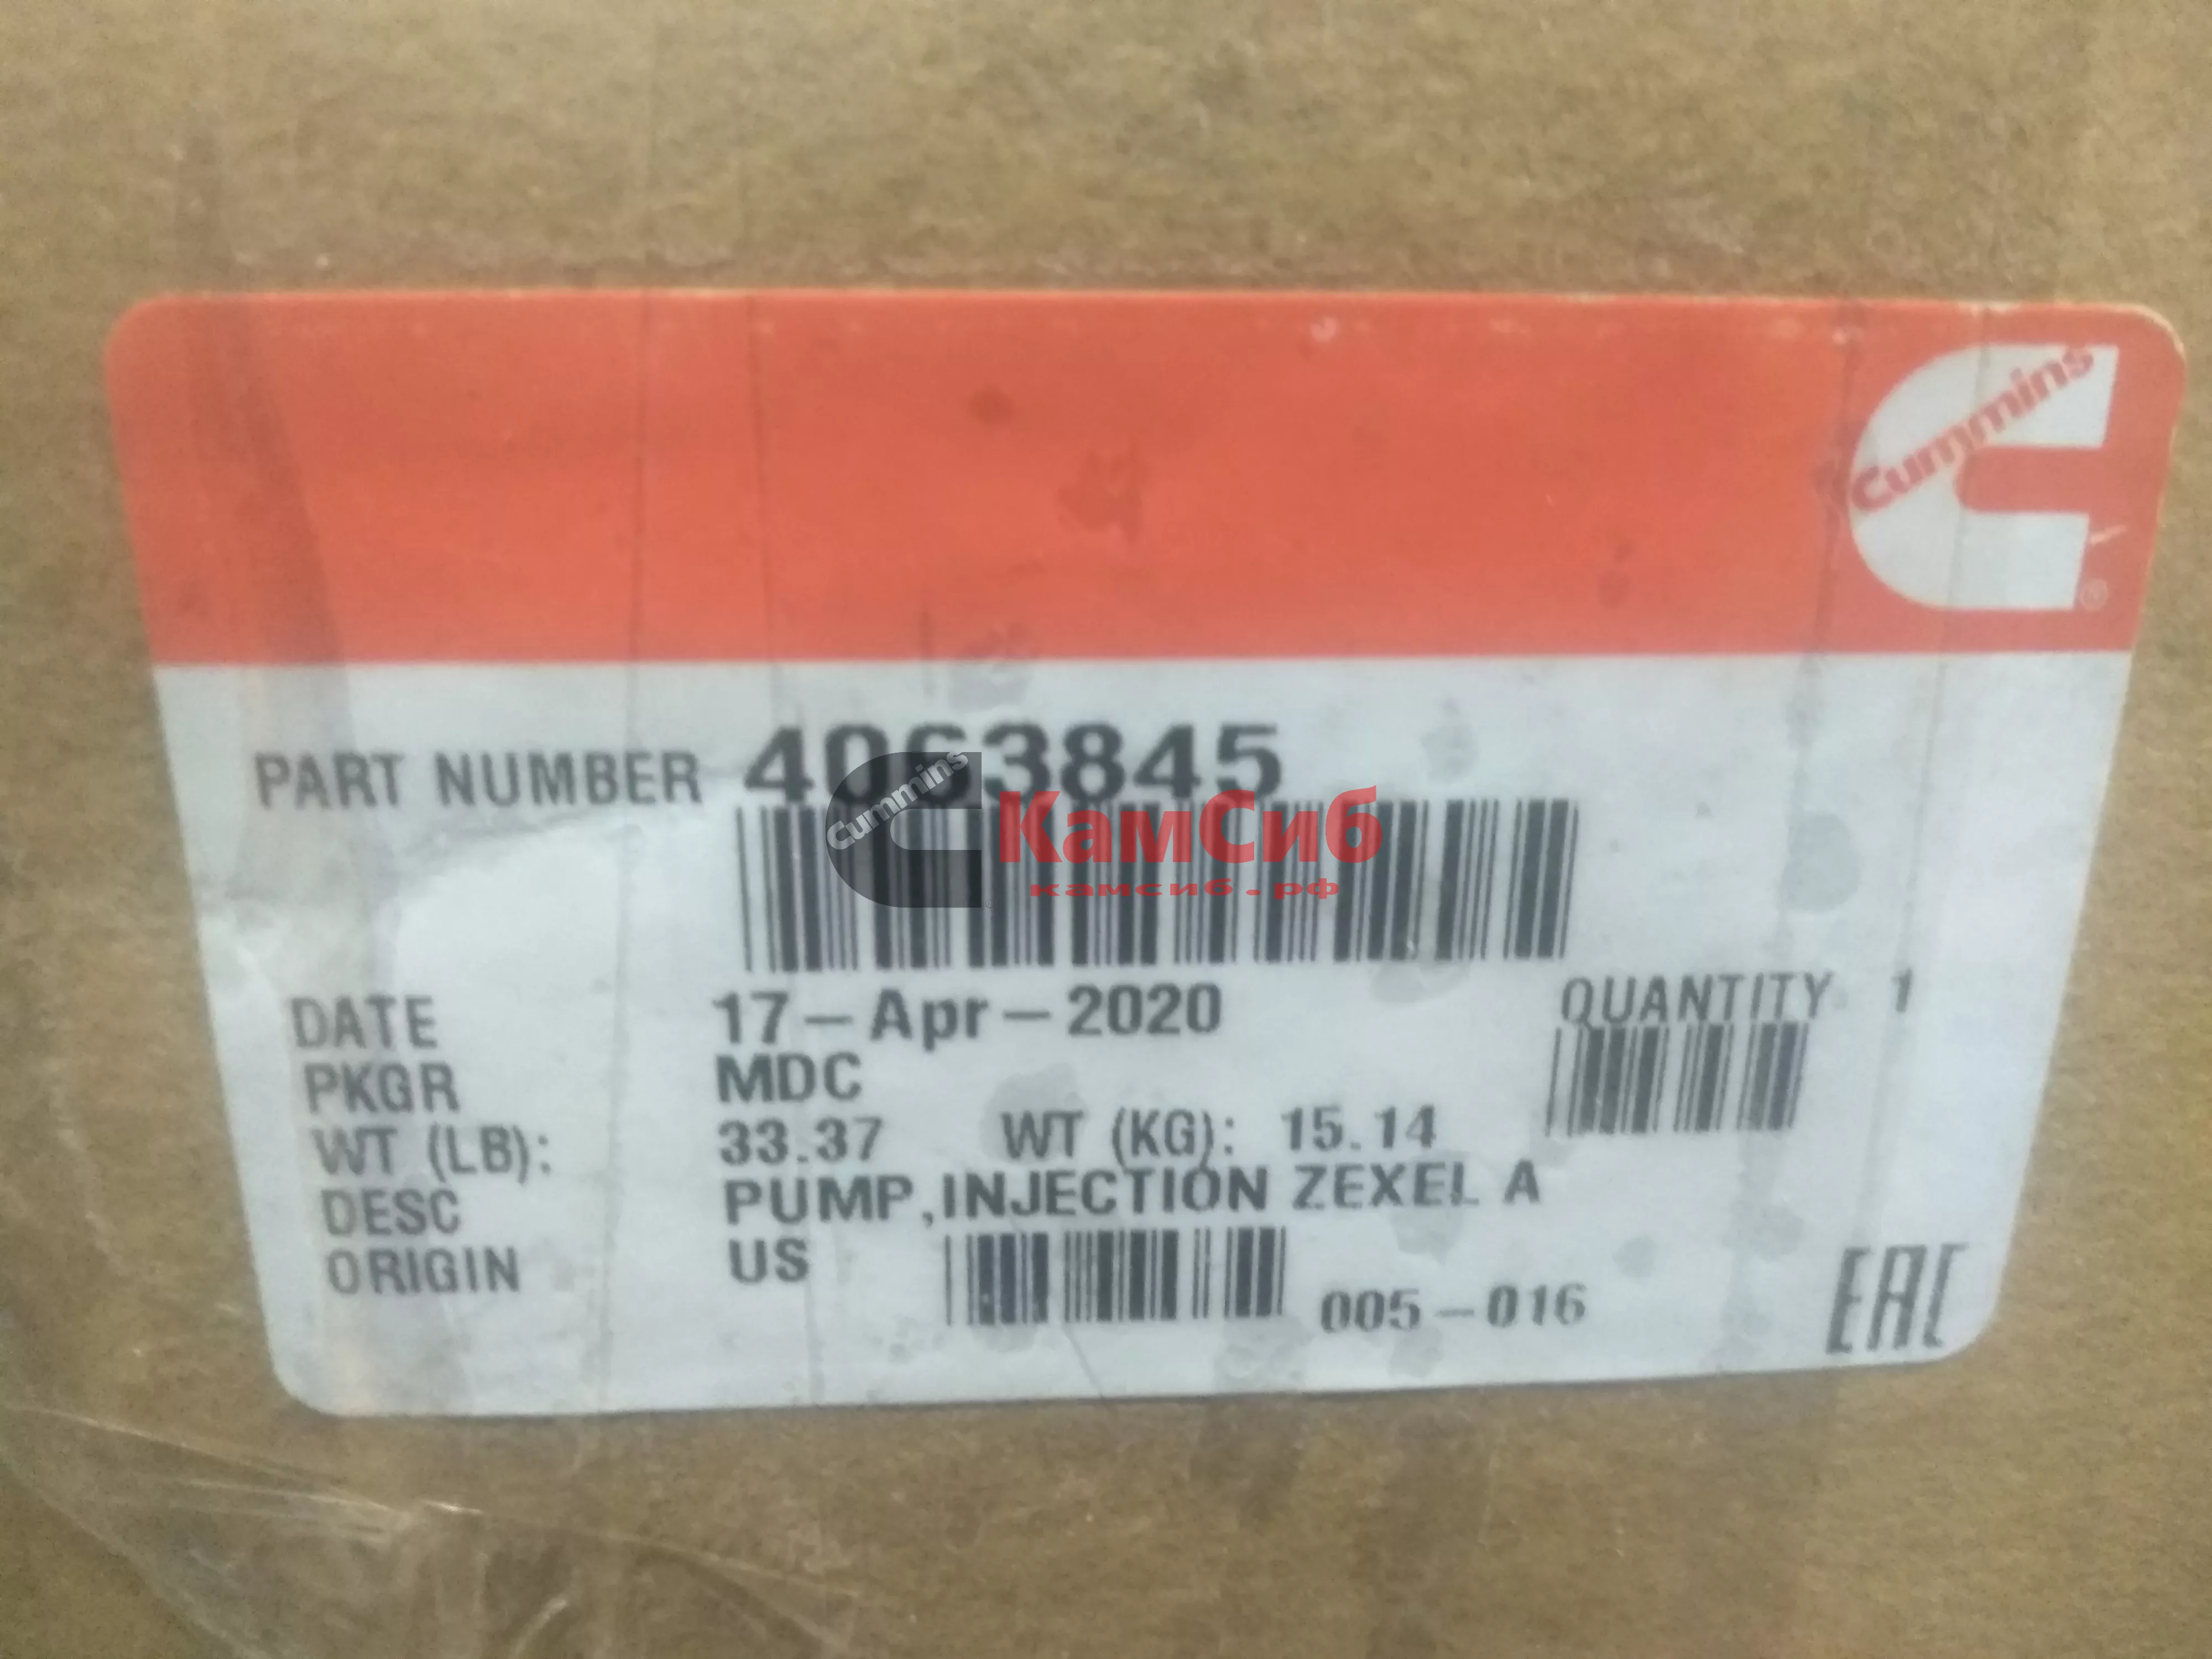 Cummins
®
PART NUMBER 4063845
Cummins
КамСиб
камсиб.рф
DATE 17-Apr-2020 QUANTITY 1
PKGR MDC
WT (LB): 33.37 WT (KG): 15.14
DESC PUMP,INJECTION ZEXEL A
ORIGIN US
005-016
EAC